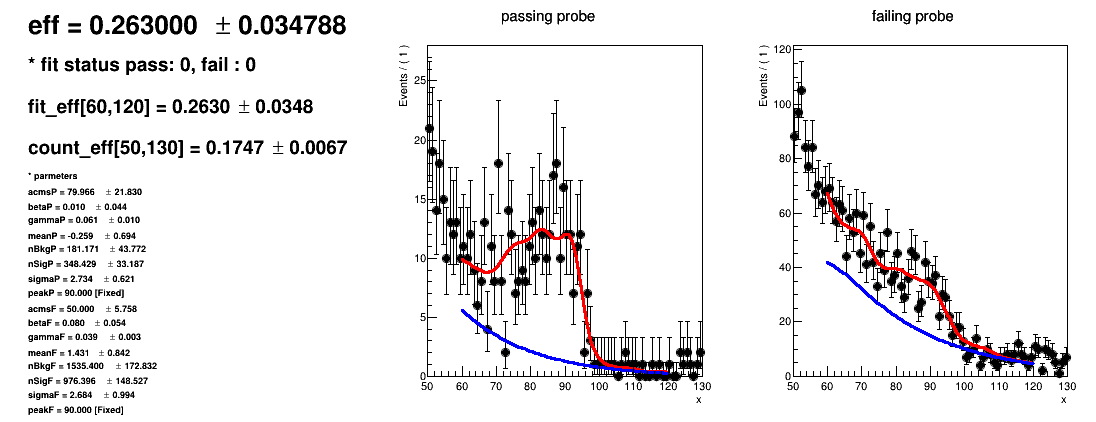 eff = 0.263000 ± 0.034788
* fit status pass: 0, fail : 0
fit_eff[60,120] = 0.2630 ± 0.0348
count_eff[50,130] = 0.1747 ± 0.0067
* parmeters
acmsP = 79.966 ± 21.830
betaP = 0.010 ± 0.044
gammaP = 0.061 ± 0.010
meanP = -0.259 ± 0.694
nBkgP = 181.171 ± 43.772
nSigP = 348.429 ± 33.187
sigmaP = 2.734 ± 0.621
peakP = 90.000 [Fixed]
acmsF = 50.000 ± 5.758
betaF = 0.080 ± 0.054
gammaF = 0.039 ± 0.003
meanF = 1.431 ± 0.842
nBkgF = 1535.400 ± 172.832
nSigF = 976.396 ± 148.527
sigmaF = 2.684 ± 0.994
peakF = 90.000 [Fixed]
passing probe
Events / ( 1 )
25
20
15
10
5
0
50 60 70 80 90 100 110 120 130
x
failing probe
Events / ( 1 )
120
100
80
60
40
20
0
50 60 70 80 90 100 110 120 130
x